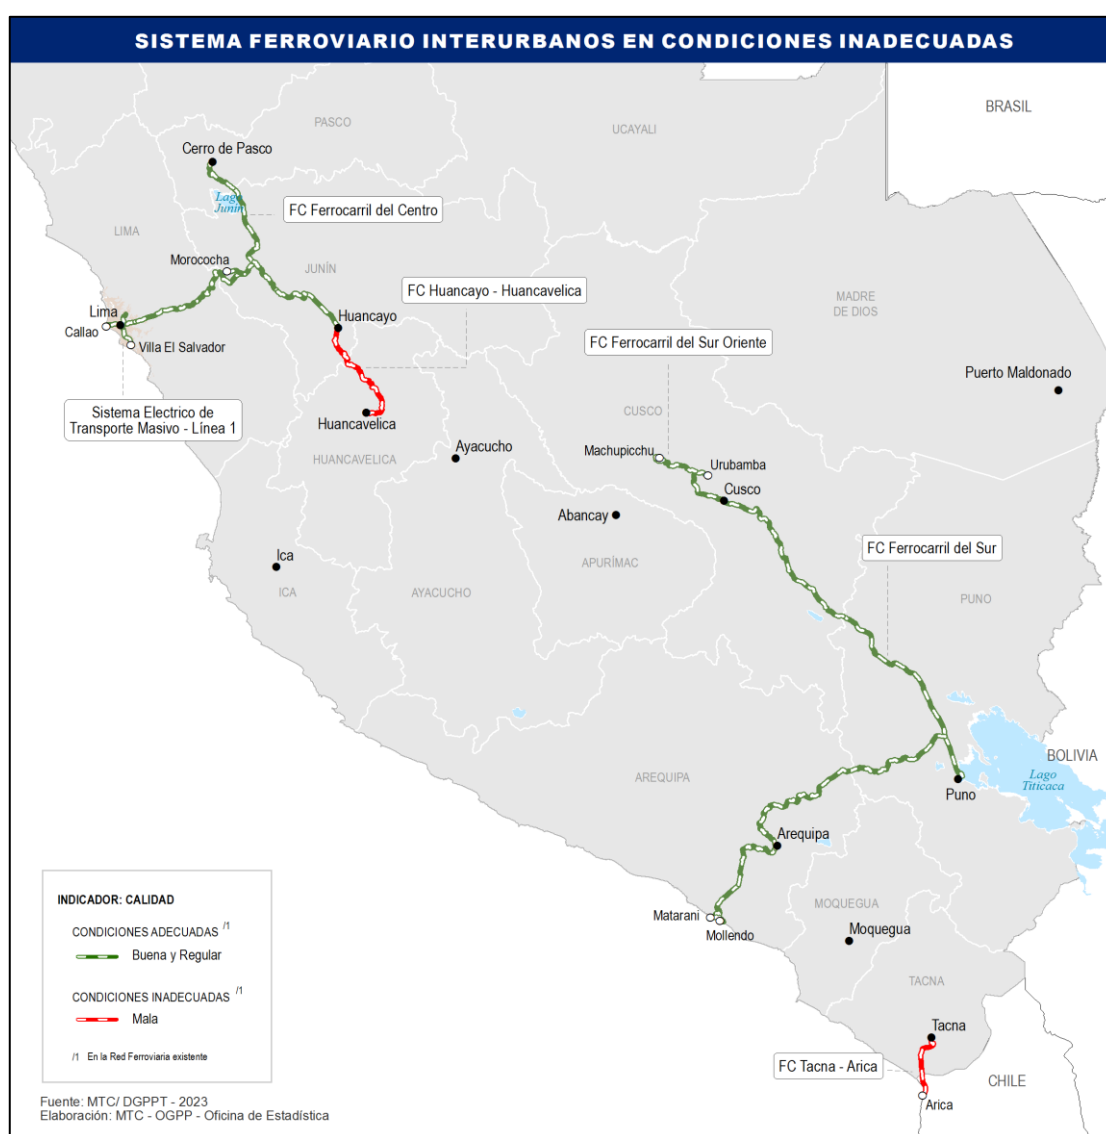 SISTEMA FERROVIARIO INTERURBANOS EN CONDICIONES INADECUADAS
BRASIL
PASCO
UCAYALI
Cerro de Pasco
Lago
Junín
FC Ferrocarril del Centro
LIMA
Morococha
JUNÍN
FC Huancayo - Huancavelica
MADRE
DE DIOS
Lima
Callao
Huancayo
Villa El Salvador
FC Ferrocarril del Sur Oriente
Puerto Maldonado
Sistema Electrico de
Transporte Masivo - Línea 1
CUSCO
Huancavelica
HUANCAVELICA
Ayacucho
Machupicchu
Urubamba
Cusco
Abancay
FC Ferrocarril del Sur
Ica
ICA
AYACUCHO
APURÍMAC
PUNO
BOLIVIA
Lago
Titicaca
AREQUIPA
Puno
Arequipa
Matarani
Mollendo
MOQUEGUA
Moquegua
TACNA
Tacna
FC Tacna - Arica
CHILE
Arica
INDICADOR: CALIDAD
CONDICIONES ADECUADAS /1
Buena y Regular
CONDICIONES INADECUADAS /1
Mala
/1 En la Red Ferroviaria existente
Fuente: MTC/ DGPPT - 2023
Elaboración: MTC - OGPP - Oficina de Estadística